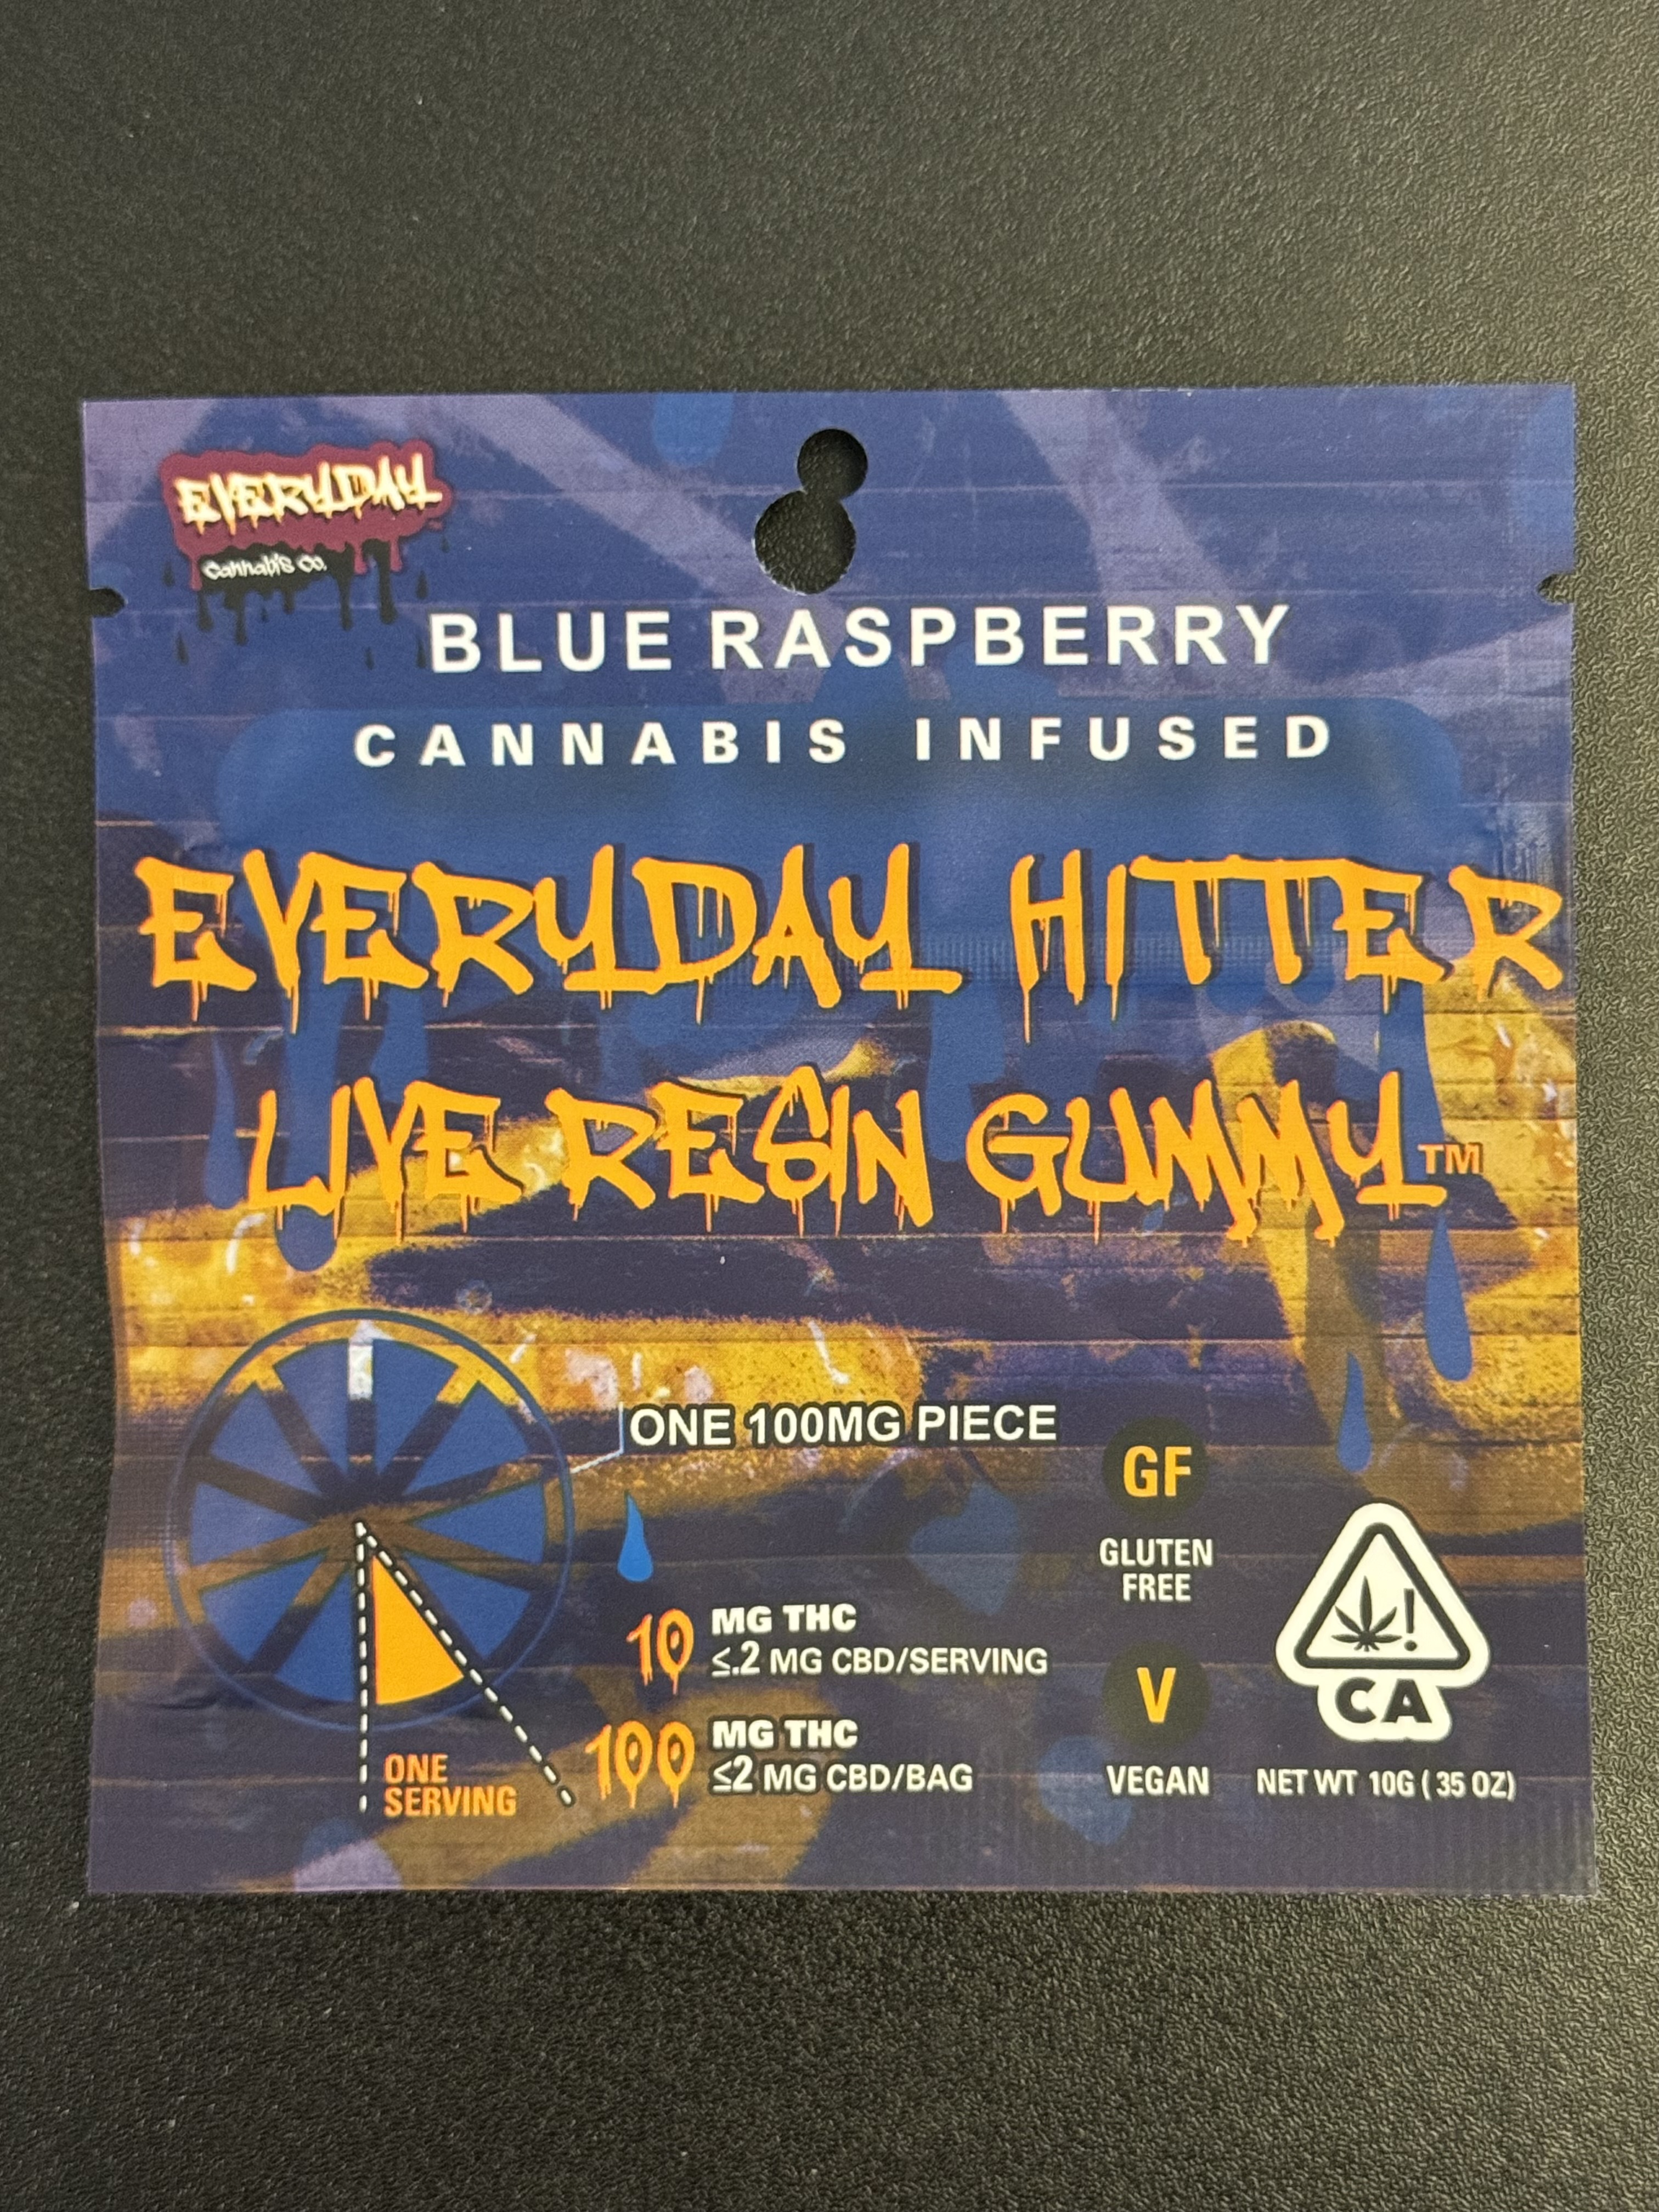 EVERYDAY
Cannabis Co.
BLUE RASPBERRY
CANNABIS INFUSED
EVERYDAY HITTER
LIVE RESIN GUMMY™
ONE 100MG PIECE
GF
GLUTEN
FREE
10 MG THC
≤.2 MG CBD/SERVING
100 MG THC
≤2 MG CBD/BAG
ONE
SERVING
V
VEGAN
!
CA
NET WT 10G (.35 OZ)